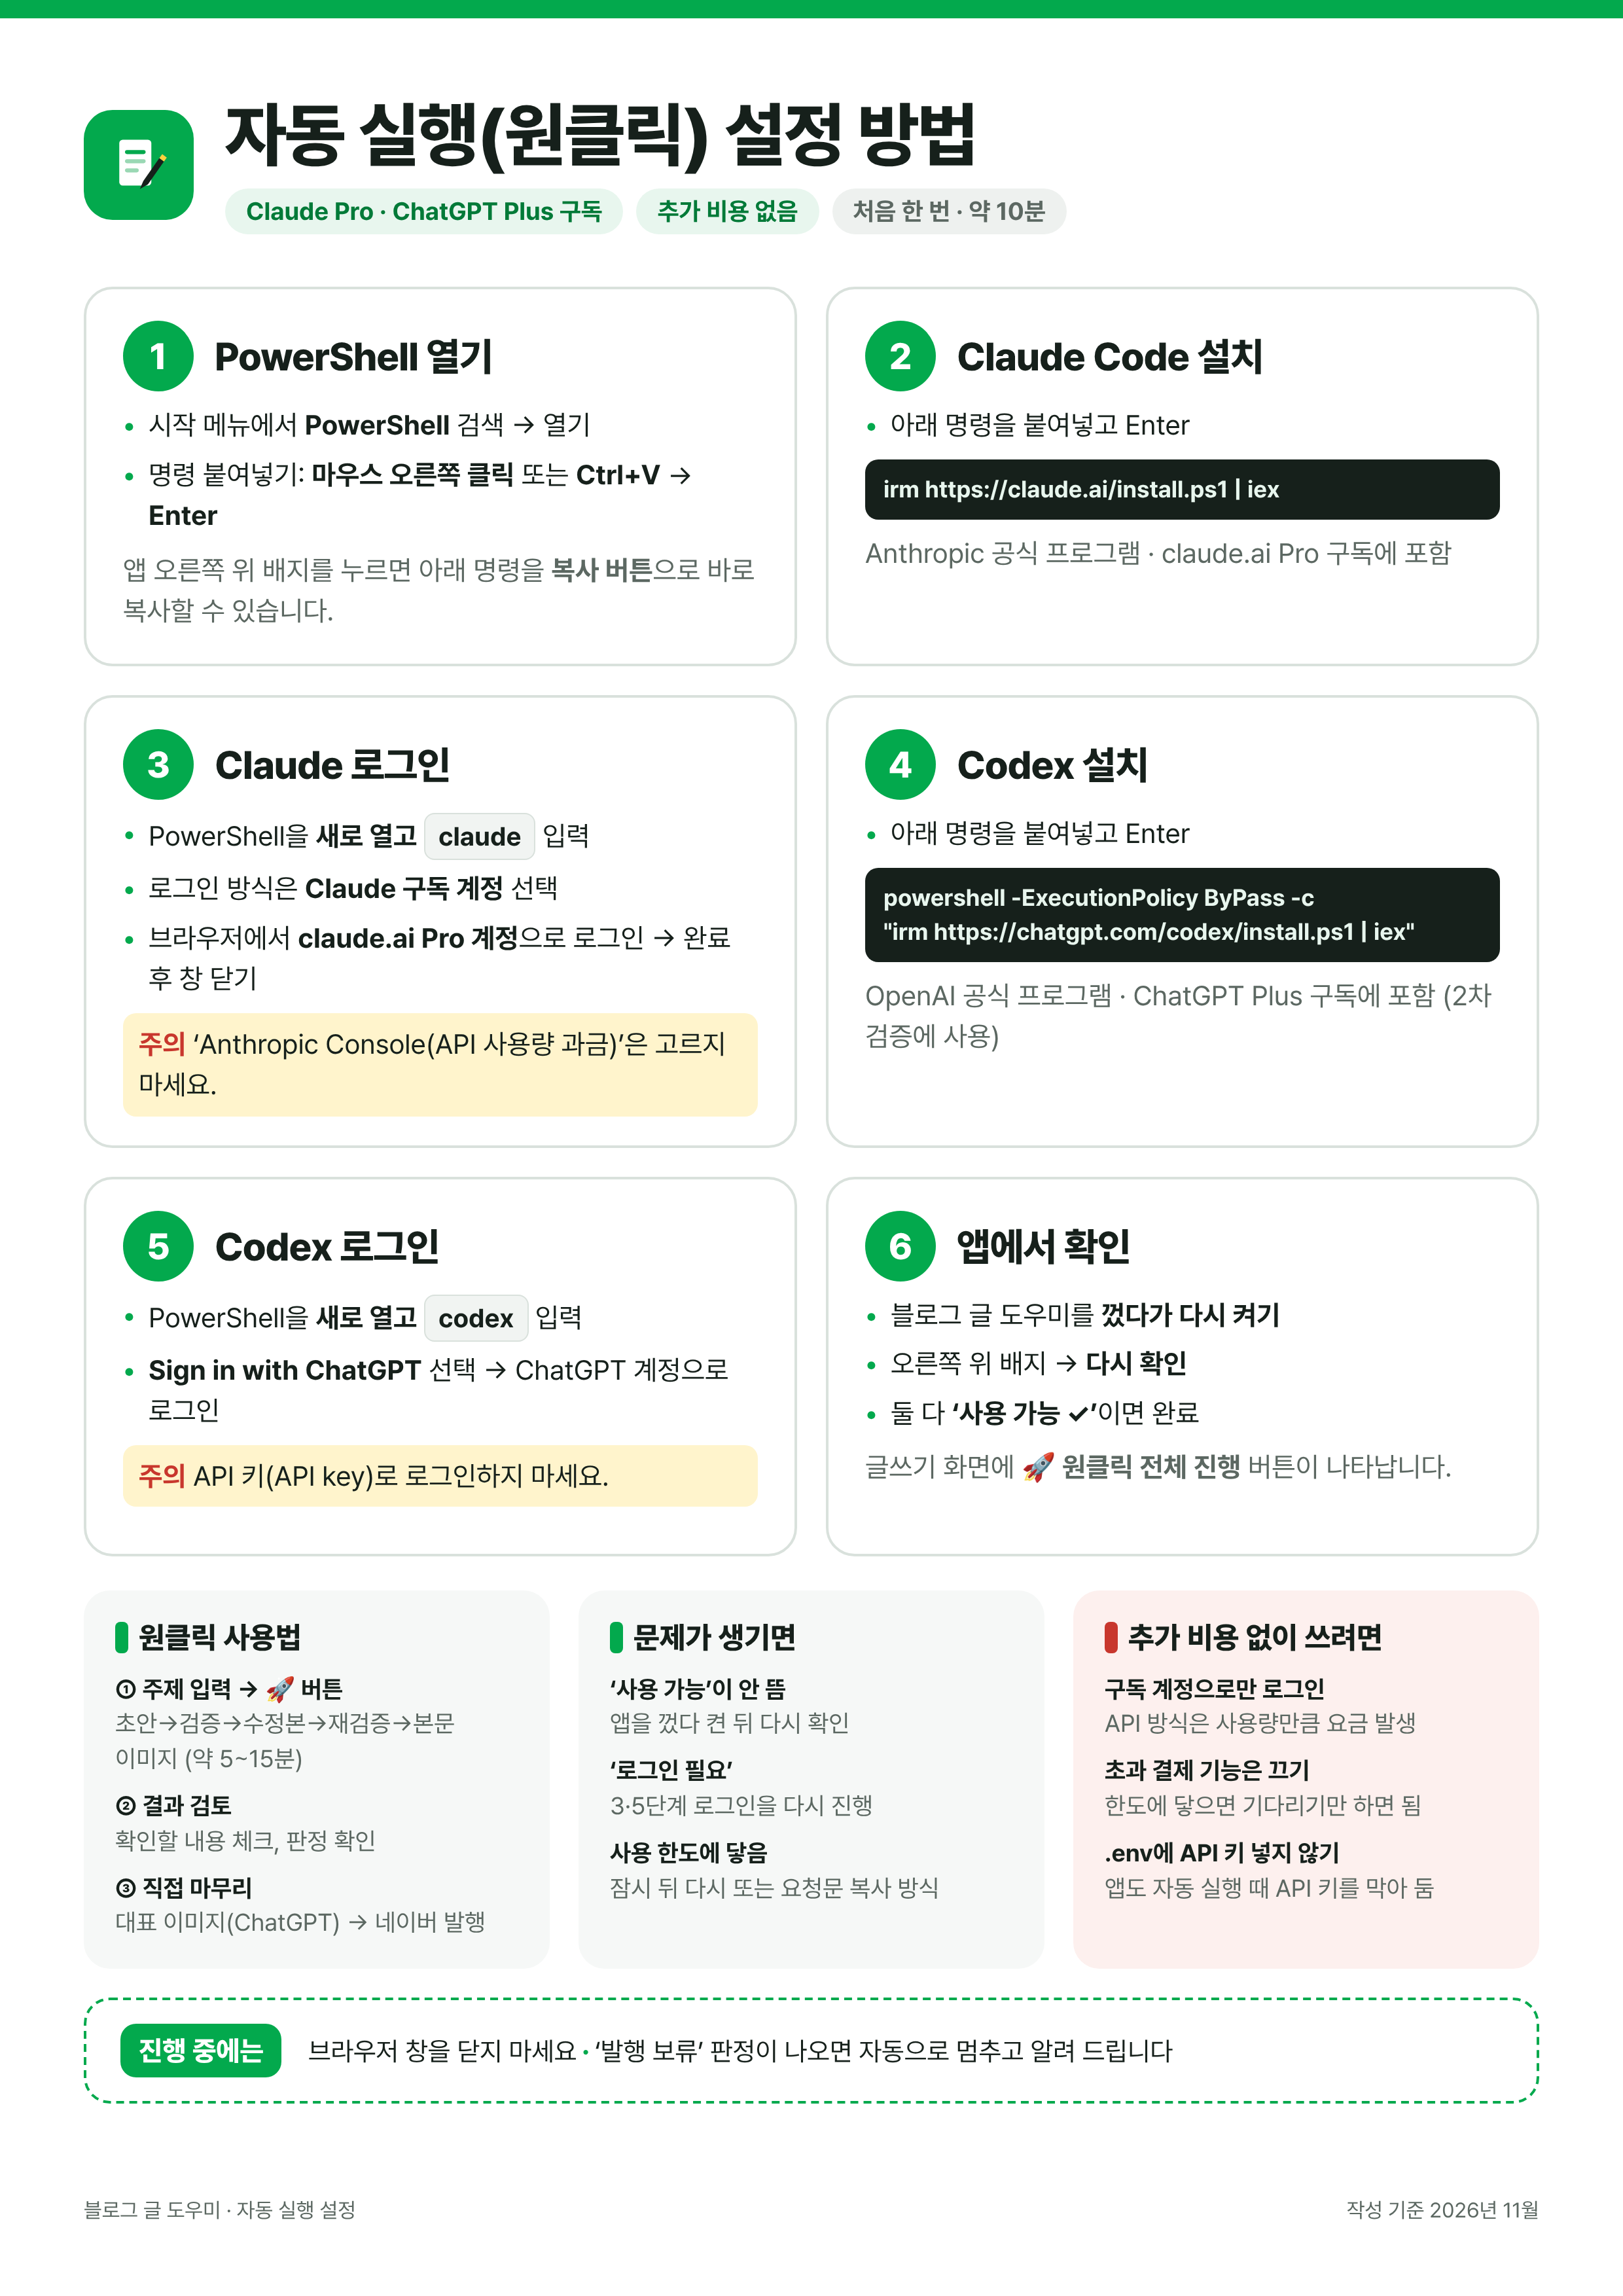 자동 실행(원클릭) 설정 방법
Claude Pro · ChatGPT Plus 구독
추가 비용 없음
처음 한 번 · 약 10분
1 PowerShell 열기
• 시작 메뉴에서 PowerShell 검색 → 열기
• 명령 붙여넣기: 마우스 오른쪽 클릭 또는 Ctrl+V →
Enter
앱 오른쪽 위 배지를 누르면 아래 명령을 복사 버튼으로 바로
복사할 수 있습니다.
2 Claude Code 설치
• 아래 명령을 붙여넣고 Enter
irm https://claude.ai/install.ps1 | iex
Anthropic 공식 프로그램 · claude.ai Pro 구독에 포함
3 Claude 로그인
• PowerShell을 새로 열고 claude 입력
• 로그인 방식은 Claude 구독 계정 선택
• 브라우저에서 claude.ai Pro 계정으로 로그인 → 완료
후 창 닫기
주의 ‘Anthropic Console(API 사용량 과금)’은 고르지
마세요.
4 Codex 설치
• 아래 명령을 붙여넣고 Enter
powershell -ExecutionPolicy ByPass -c
"irm https://chatgpt.com/codex/install.ps1 | iex"
OpenAI 공식 프로그램 · ChatGPT Plus 구독에 포함 (2차
검증에 사용)
5 Codex 로그인
• PowerShell을 새로 열고 codex 입력
• Sign in with ChatGPT 선택 → ChatGPT 계정으로
로그인
주의 API 키(API key)로 로그인하지 마세요.
6 앱에서 확인
• 블로그 글 도우미를 껐다가 다시 켜기
• 오른쪽 위 배지 → 다시 확인
• 둘 다 ‘사용 가능 ✓’이면 완료
글쓰기 화면에 🚀 원클릭 전체 진행 버튼이 나타납니다.
원클릭 사용법
① 주제 입력 → 🚀 버튼
초안→검증→수정본→재검증→본문
이미지 (약 5~15분)
② 결과 검토
확인할 내용 체크, 판정 확인
③ 직접 마무리
대표 이미지(ChatGPT) → 네이버 발행
문제가 생기면
‘사용 가능’이 안 뜸
앱을 껐다 켠 뒤 다시 확인
‘로그인 필요’
3·5단계 로그인을 다시 진행
사용 한도에 닿음
잠시 뒤 다시 또는 요청문 복사 방식
추가 비용 없이 쓰려면
구독 계정으로만 로그인
API 방식은 사용량만큼 요금 발생
초과 결제 기능은 끄기
한도에 닿으면 기다리기만 하면 됨
.env에 API 키 넣지 않기
앱도 자동 실행 때 API 키를 막아 둠
진행 중에는 브라우저 창을 닫지 마세요 · ‘발행 보류’ 판정이 나오면 자동으로 멈추고 알려 드립니다
블로그 글 도우미 · 자동 실행 설정
작성 기준 2026년 11월